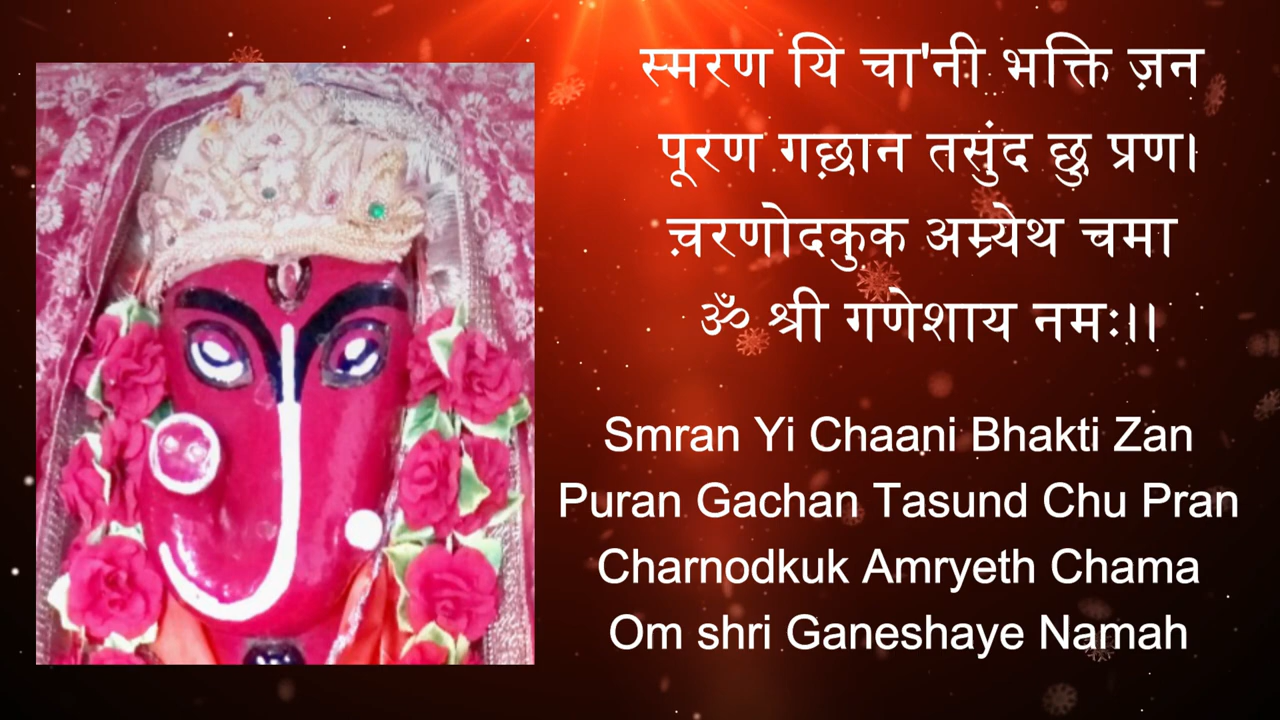 स्मरण यि चा'नी भक्ति ज़न
पूरण गछ़ान तसुंद छु प्रण।
च़रणोदकुक अम्र्येथ चमा
ॐ श्री गणेशाय नमः।।
Smran Yi Chaani Bhakti Zan
Puran Gachan Tasund Chu Pran
Charnodkuk Amryeth Chama
Om shri Ganeshaye Namah